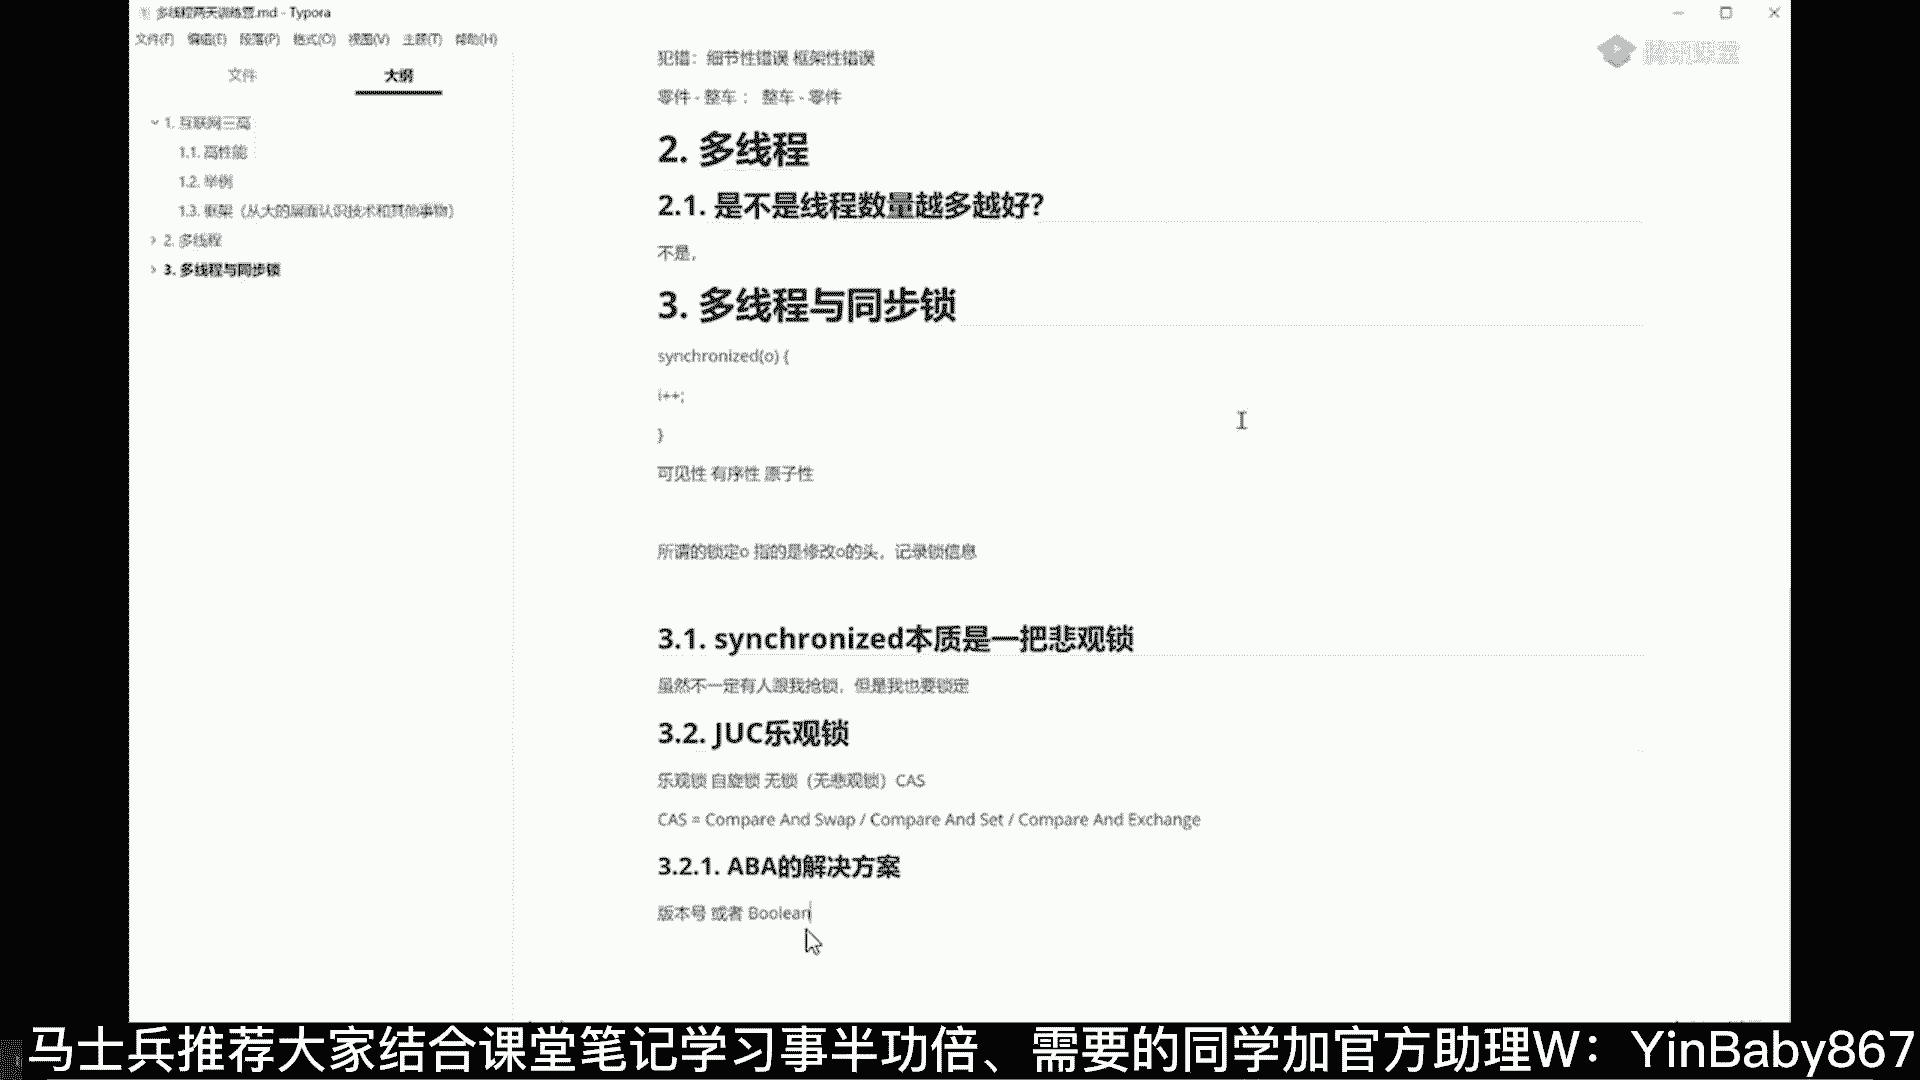 多线程两天训练营.md - Typora
文件(F) 编辑(E) 段落(P) 格式(O) 视图(V) 主题(T) 帮助(H)
文件 大纲
1. 互联网三高
1.1. 高性能
1.2. 举例
1.3. 框架（从大的层面认识技术和其他事物）
2. 多线程
3. 多线程与同步锁
腾讯课堂
犯错：细节性错误 框架性错误
零件 - 整车 ： 整车 - 零件
2. 多线程
2.1. 是不是线程数量越多越好？
不是，
3. 多线程与同步锁
synchronized(o) {
i++;
}
可见性 有序性 原子性
所谓的锁定o 指的是修改o的头，记录锁信息
3.1. synchronized本质是一把悲观锁
虽然不一定有人跟我抢锁，但是我也要锁定
3.2. JUC乐观锁
乐观锁 自旋锁 无锁（无悲观锁）CAS
CAS = Compare And Swap / Compare And Set / Compare And Exchange
3.2.1. ABA的解决方案
版本号 或者 Boolean
马士兵推荐大家结合课堂笔记学习事半功倍、需要的同学加官方助理W：YinBaby867